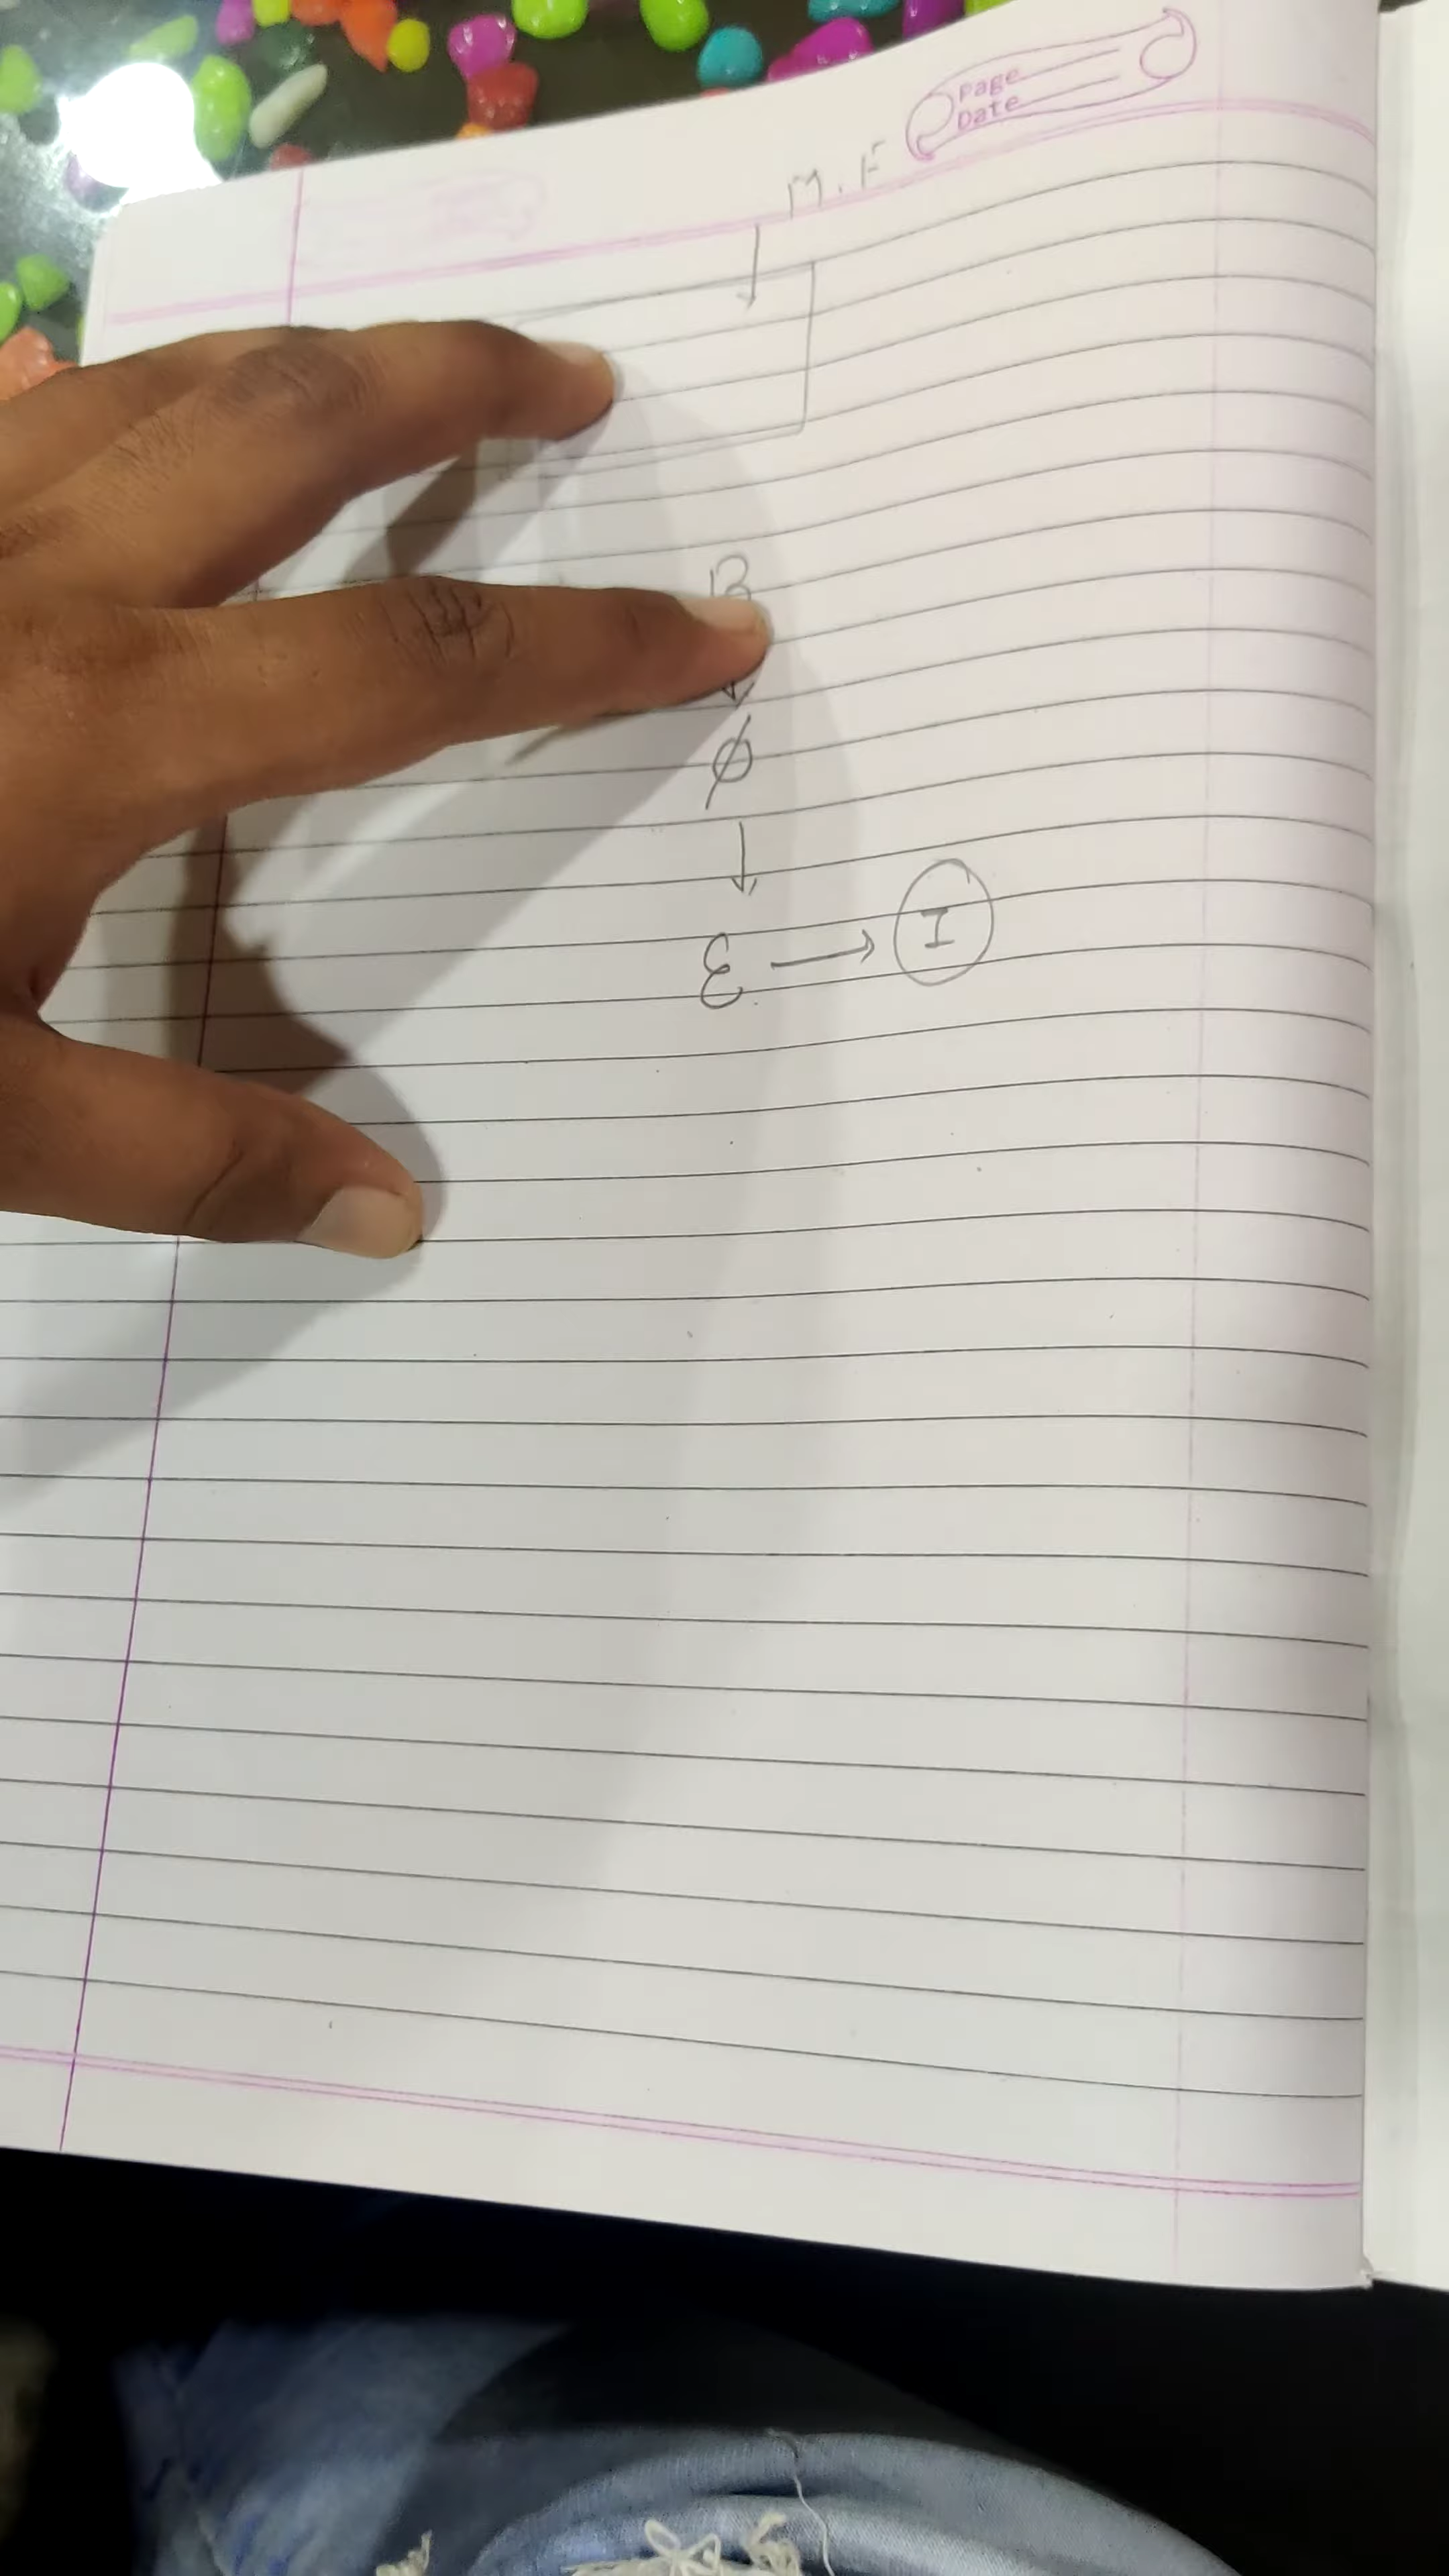 Page
Date
M.F
B
ϕ
ε → I